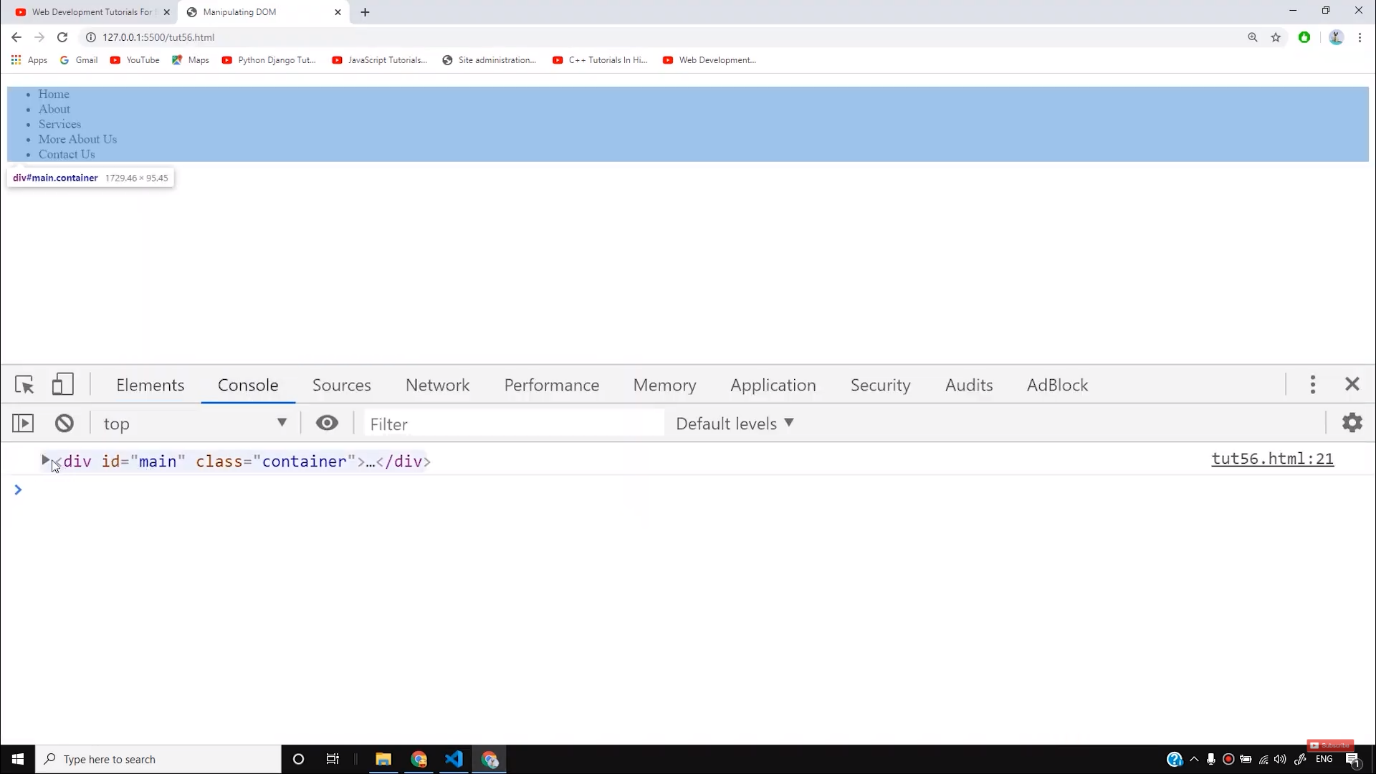 Web Development Tutorials For
Manipulating DOM
127.0.0.1:5500/tut56.html
Apps Gmail YouTube Maps Python Django Tut... JavaScript Tutorials... Site administration... C++ Tutorials In Hi... Web Development...
Home
About
Services
More About Us
Contact Us
div#main.container 1729.46 × 95.45
Elements Console Sources Network Performance Memory Application Security Audits AdBlock
top Filter Default levels
<div id="main" class="container">…</div> tut56.html:21
Subscribe
Type here to search ENG 1